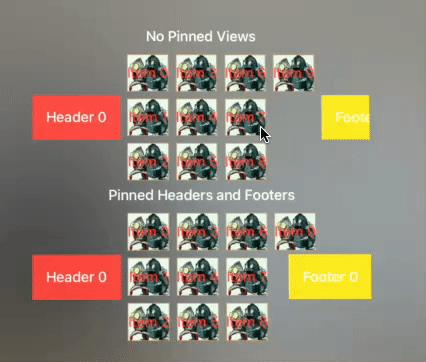 No Pinned Views
Item 0 Item 3 Item 6 Item 9
Header 0 Item 1 Item 4 Item 7 Foote
Item 2 Item 5 Item 8
Pinned Headers and Footers
Item 0 Item 3 Item 6 Item 9
Header 0 Item 1 Item 4 Item 7 Footer 0
Item 2 Item 5 Item 8